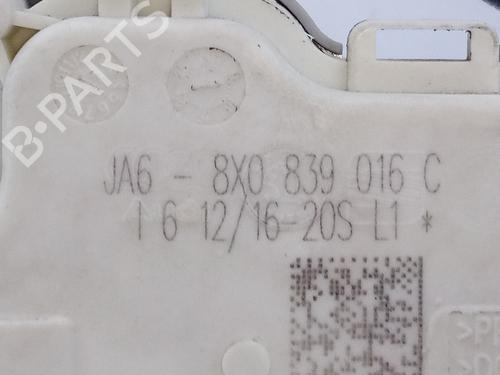 B-PARTS
JA6 - 8X0 839 016 C
1 6 12/16-20S L1 *